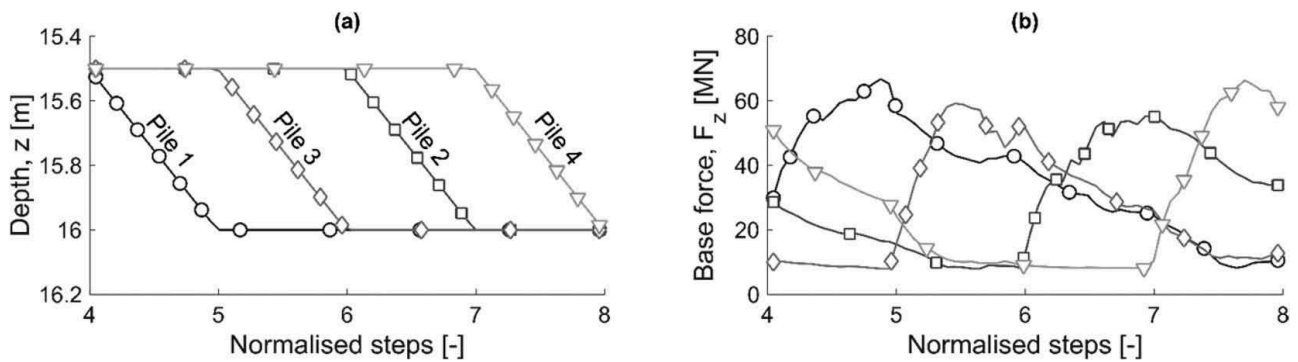 (a)
15.4
15.6
15.8
16
16.2
Depth, z [m]
Pile 1
Pile 3
Pile 2
Pile 4
4
5
6
7
8
Normalised steps [-]
(b)
80
60
40
20
0
Base force, F_z [MN]
4
5
6
7
8
Normalised steps [-]